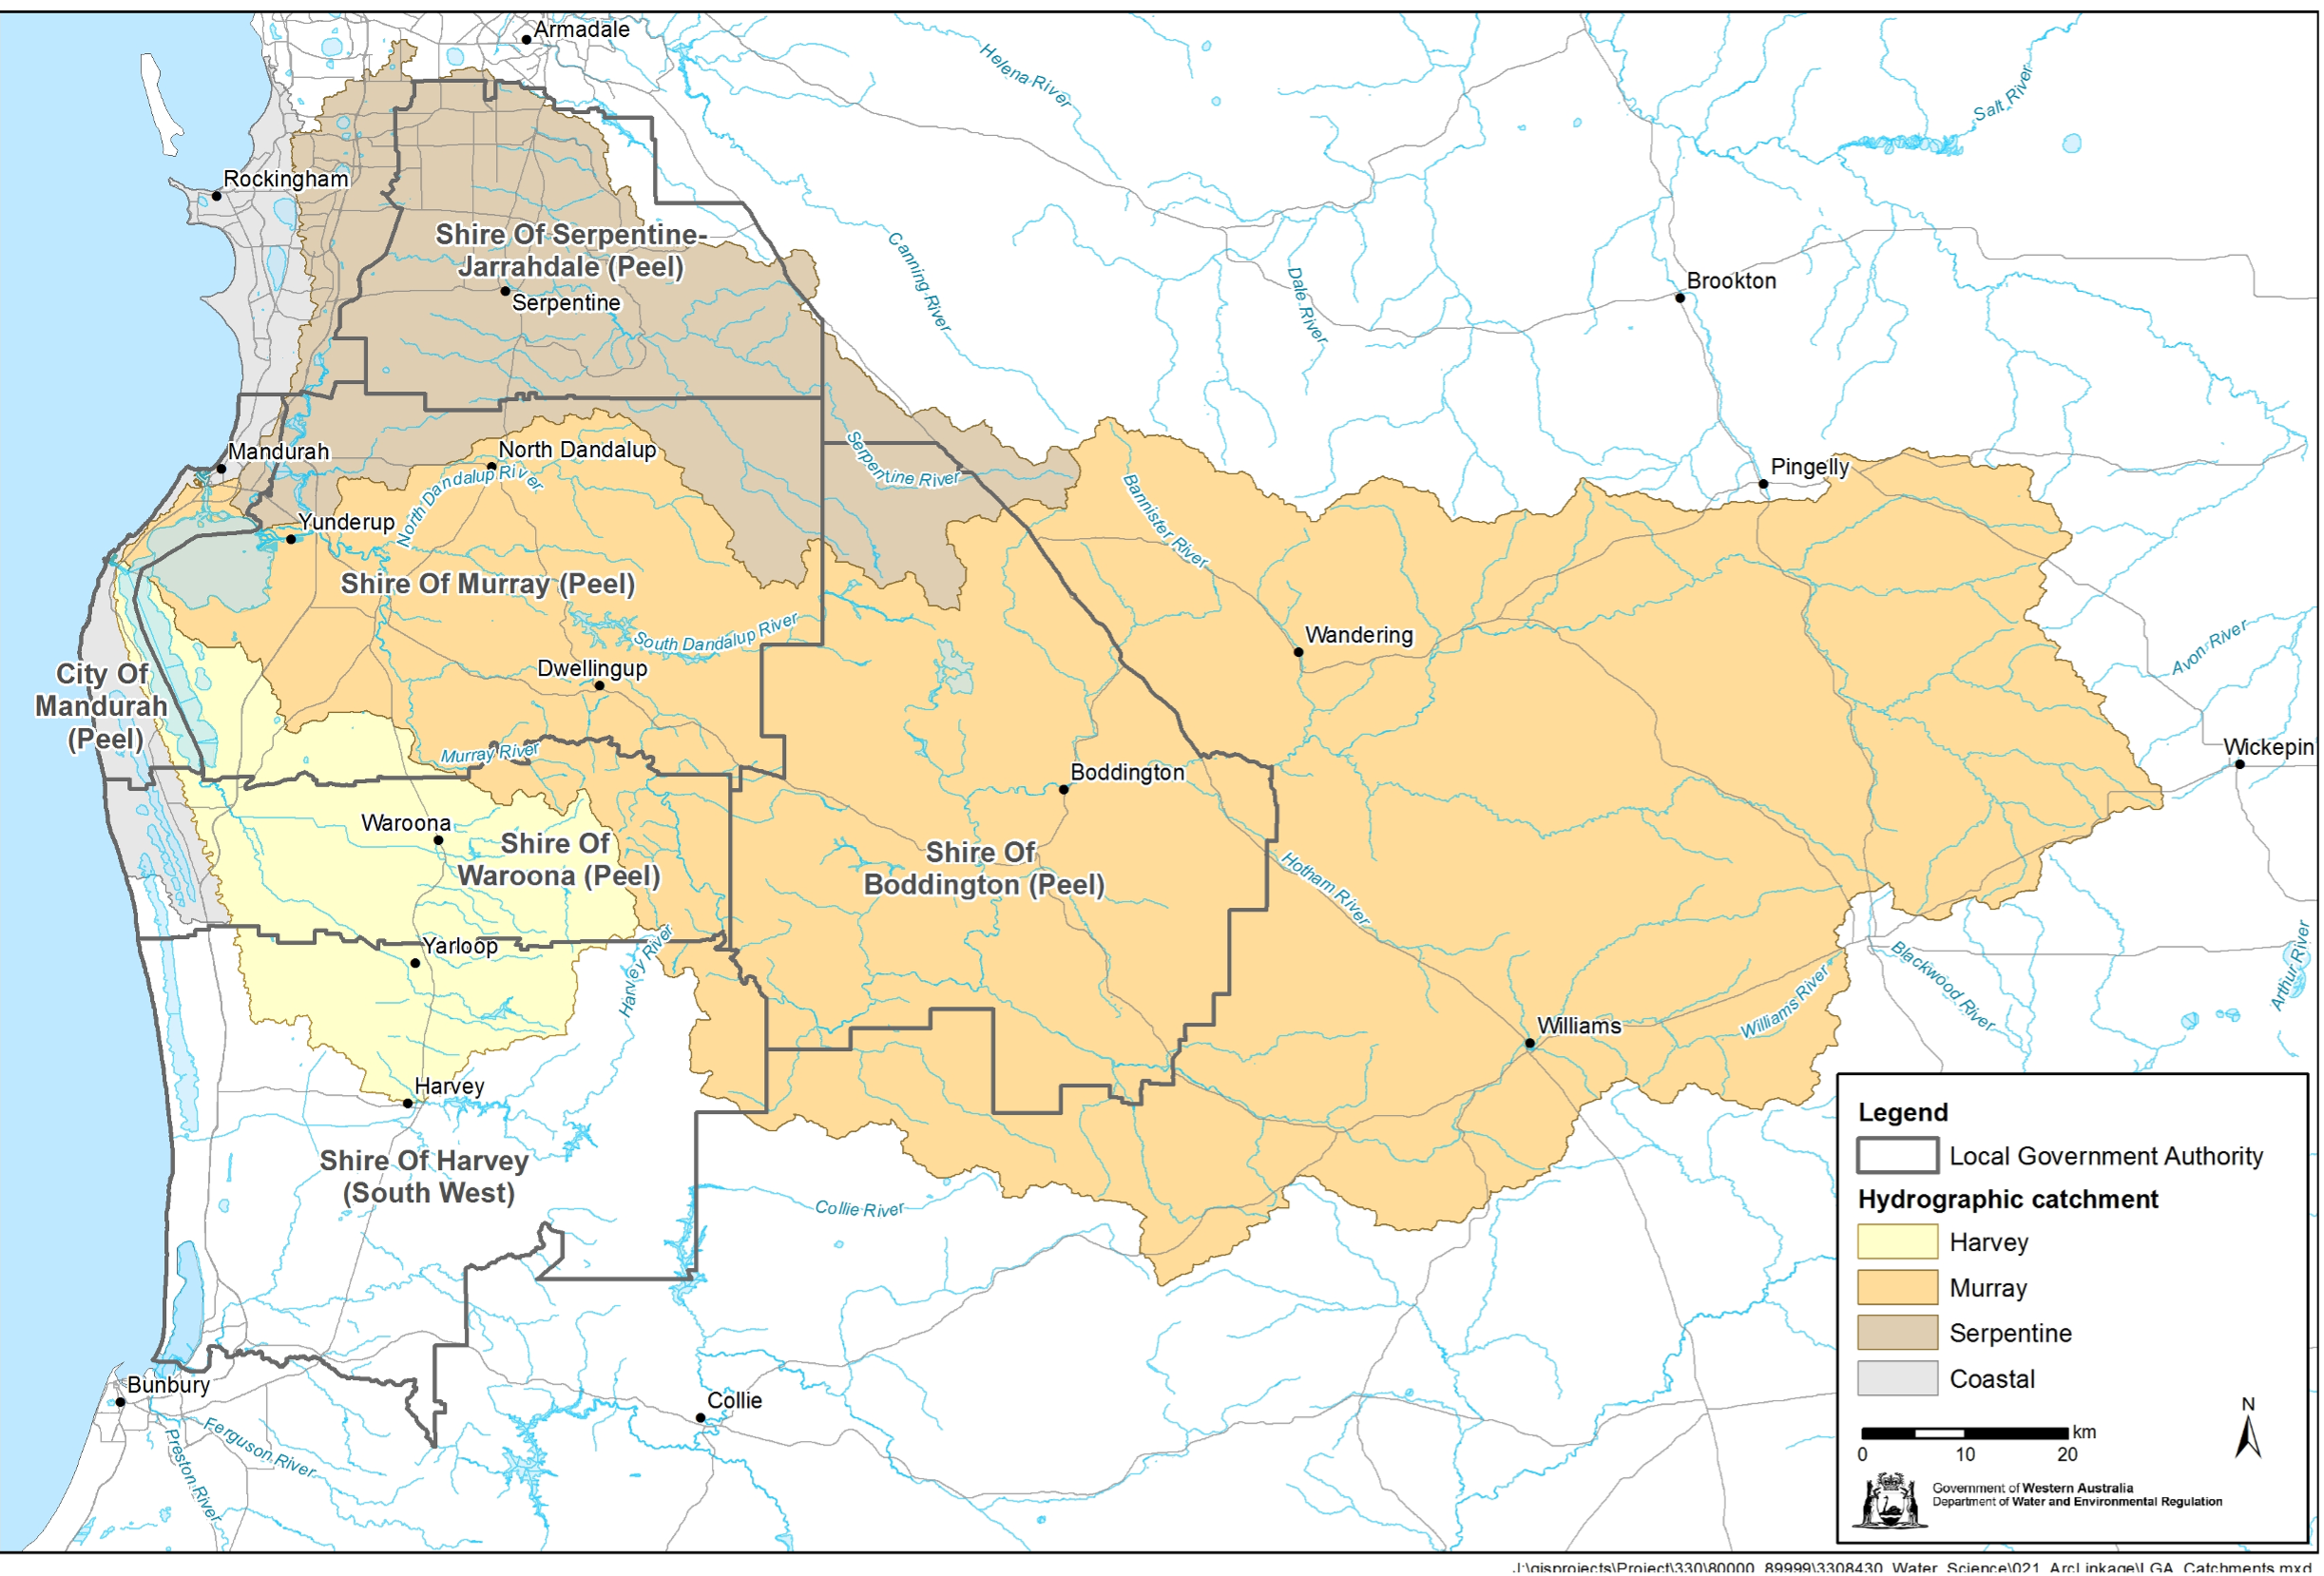 Armadale
Helena River
Salt River
Rockingham
Shire Of Serpentine-
Jarrahdale (Peel)
Canning River
Dale River
Brookton
Serpentine
Mandurah
North Dandalup
North Dandalup River
Serpentine River
Bannister River
Pingelly
Yunderup
Shire Of Murray (Peel)
South Dandalup River
Wandering
Avon River
Dwellingup
City Of
Mandurah
(Peel)
Murray River
Wickepin
Boddington
Waroona
Shire Of
Waroona (Peel)
Shire Of
Boddington (Peel)
Hotham River
Yarloop
Harvey River
Blackwood River
Arthur River
Williams River
Williams
Harvey
Shire Of Harvey
(South West)
Collie River
Bunbury
Collie
Ferguson River
Preston River
Legend
Local Government Authority
Hydrographic catchment
Harvey
Murray
Serpentine
Coastal
N
km
0 10 20
Government of Western Australia
Department of Water and Environmental Regulation
J:\gisprojects\Project\330\80000_89999\3308430_Water_Science\021_ArcLinkage\LGA_Catchments.mxd